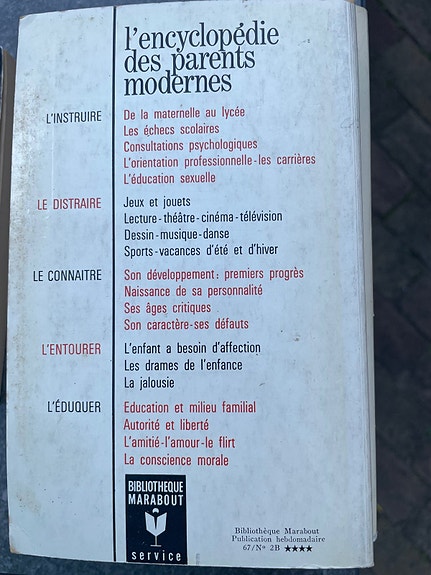 l'encyclopédie
des parents
modernes
L'INSTRUIRE
De la maternelle au lycée
Les échecs scolaires
Consultations psychologiques
L'orientation professionnelle-les carrières
L'éducation sexuelle
LE DISTRAIRE
Jeux et jouets
Lecture-théâtre-cinéma-télévision
Dessin-musique-danse
Sports-vacances d'été et d'hiver
LE CONNAITRE
Son développement: premiers progrès
Naissance de sa personnalité
Ses âges critiques
Son caractère-ses défauts
L'ENTOURER
L'enfant a besoin d'affection
Les drames de l'enfance
La jalousie
L'ÉDUQUER
Education et milieu familial
Autorité et liberté
L'amitié-l'amour-le flirt
La conscience morale
BIBLIOTHEQUE
MARABOUT
service
Bibliothèque Marabout
Publication hebdomadaire
67/Nº 2B ★★★★